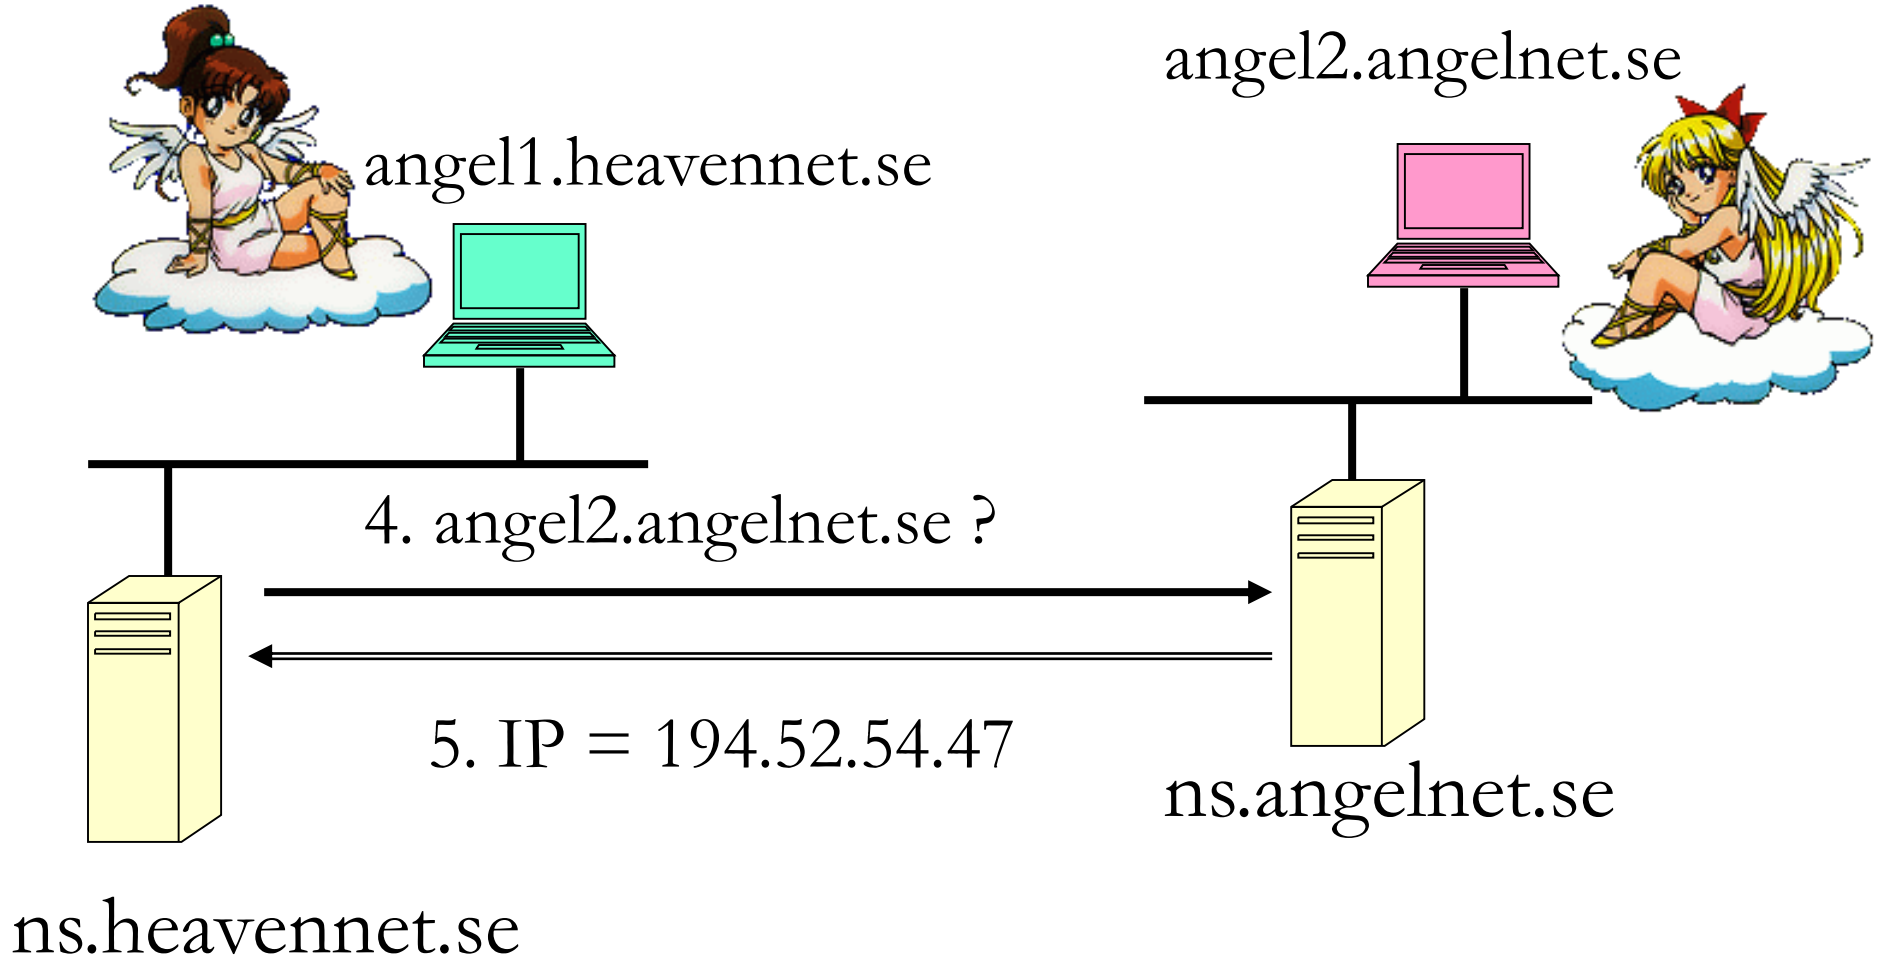 angel2.angelnet.se
angel1.heavennet.se
4. angel2.angelnet.se ?
5. IP = 194.52.54.47
ns.angelnet.se
ns.heavennet.se